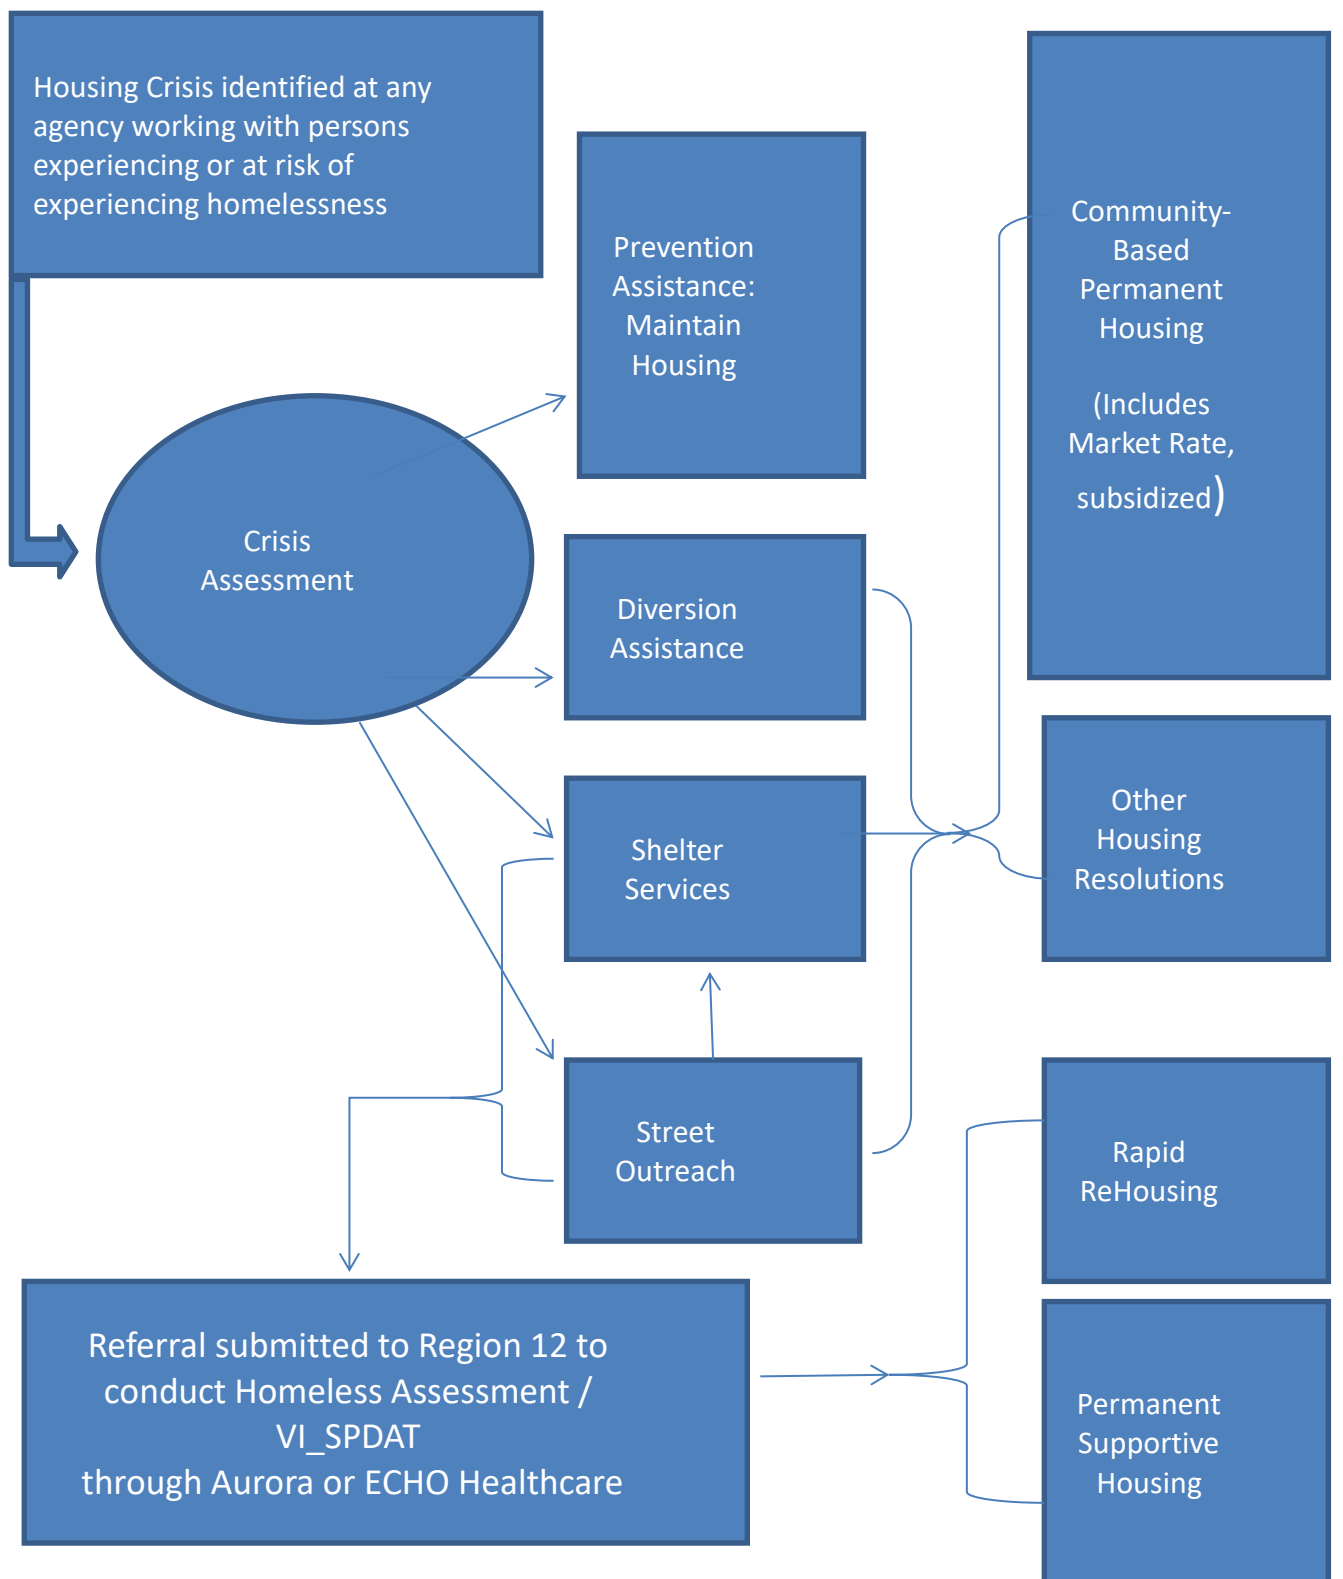 Housing Crisis identified at any
agency working with persons
experiencing or at risk of
experiencing homelessness
Prevention
Assistance:
Maintain
Housing
Community-
Based
Permanent
Housing
(Includes
Market Rate,
subsidized)
Crisis
Assessment
Diversion
Assistance
Shelter
Services
Other
Housing
Resolutions
Street
Outreach
Rapid
ReHousing
Referral submitted to Region 12 to
conduct Homeless Assessment /
VI_SPDAT
through Aurora or ECHO Healthcare
Permanent
Supportive
Housing